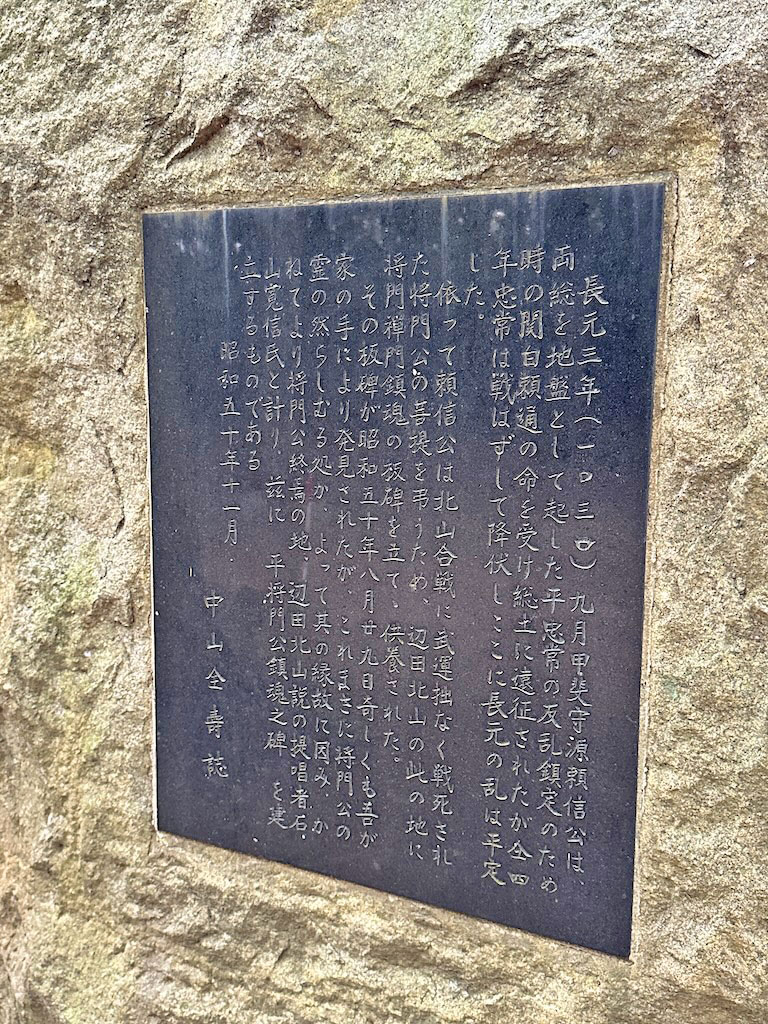 長元三年(一〇三〇)九月甲斐守源頼信公は、
両総を地盤として起した平忠常の反乱鎮定のため
時の関白頼通の命を受け総土に遠征されたが仝四
年忠常は戦はずして降伏しここに長元の乱は平定
した。
依って頼信公は北山合戦に武運拙なく戦死され
た将門公の菩提を弔うため、辺田北山の此の地に
将門禅門鎮魂の板碑を立て、供養された。
その板碑が昭和五十年八月廿九日奇しくも吾が
家の手により発見されたが、これまさに将門公の
霊の然らしむる処か、よって其の縁故に因み、か
ねてより将門公終焉の地、辺田北山説の提唱者石
山寛信氏と計り、茲に 平将門公鎮魂之碑 を建
立するものである
昭和五十年十一月
中山全壽誌